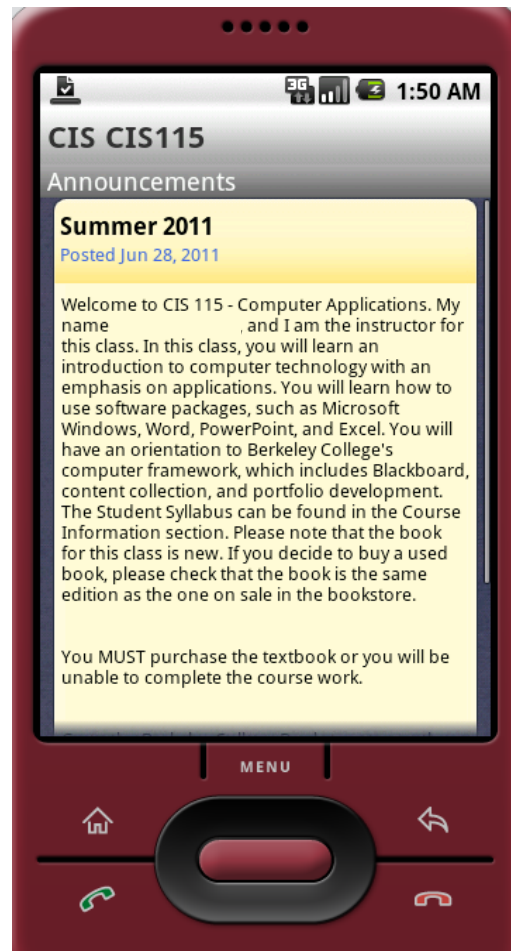 3G 1:50 AM
CIS CIS115
Announcements
Summer 2011
Posted Jun 28, 2011
Welcome to CIS 115 - Computer Applications. My
name , and I am the instructor for
this class. In this class, you will learn an
introduction to computer technology with an
emphasis on applications. You will learn how to
use software packages, such as Microsoft
Windows, Word, PowerPoint, and Excel. You will
have an orientation to Berkeley College's
computer framework, which includes Blackboard,
content collection, and portfolio development.
The Student Syllabus can be found in the Course
Information section. Please note that the book
for this class is new. If you decide to buy a used
book, please check that the book is the same
edition as the one on sale in the bookstore.
You MUST purchase the textbook or you will be
unable to complete the course work.
MENU